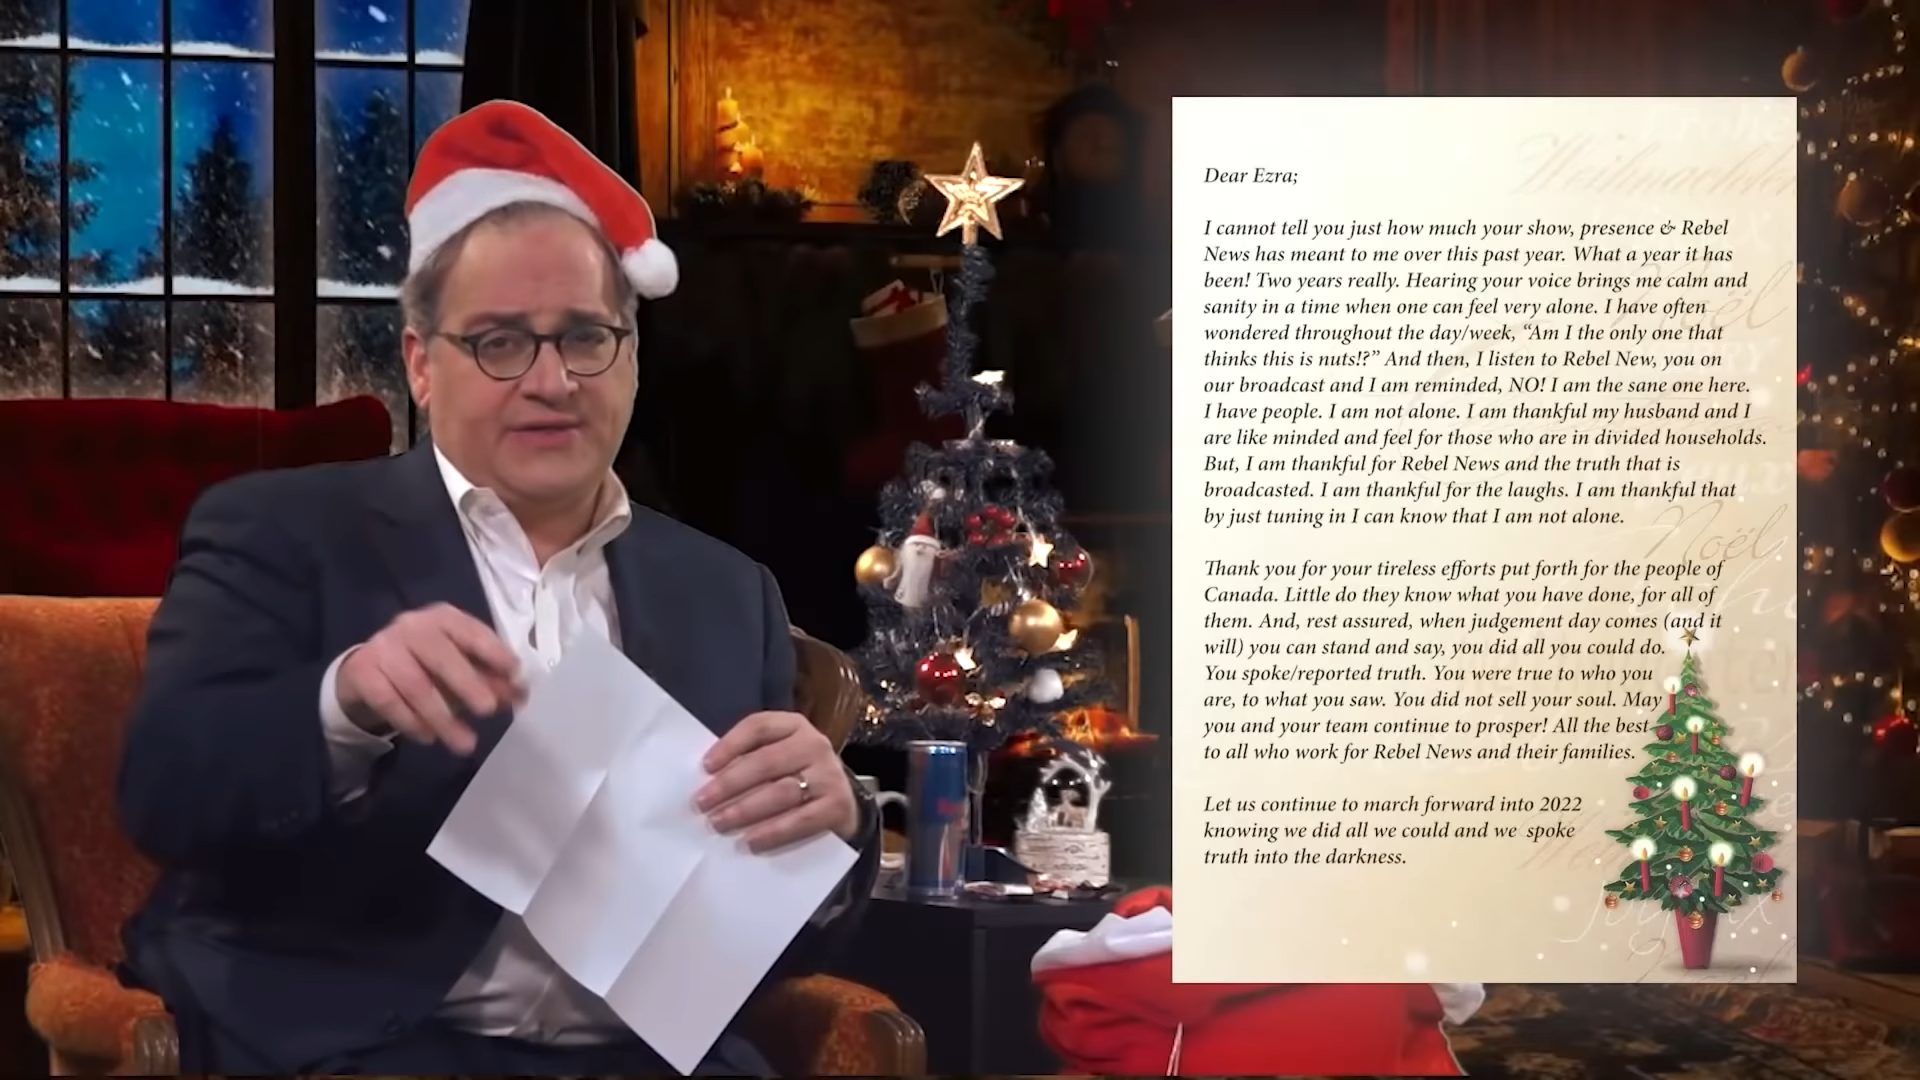 Dear Ezra;
I cannot tell you just how much your show, presence & Rebel
News has meant to me over this past year. What a year it has
been! Two years really. Hearing your voice brings me calm and
sanity in a time when one can feel very alone. I have often
wondered throughout the day/week, “Am I the only one that
thinks this is nuts!?” And then, I listen to Rebel New, you on
our broadcast and I am reminded, NO! I am the sane one here.
I have people. I am not alone. I am thankful my husband and I
are like minded and feel for those who are in divided households.
But, I am thankful for Rebel News and the truth that is
broadcasted. I am thankful for the laughs. I am thankful that
by just tuning in I can know that I am not alone.
Thank you for your tireless efforts put forth for the people of
Canada. Little do they know what you have done, for all of
them. And, rest assured, when judgement day comes (and it
will) you can stand and say, you did all you could do.
You spoke/reported truth. You were true to who you
are, to what you saw. You did not sell your soul. May
you and your team continue to prosper! All the best
to all who work for Rebel News and their families.
Let us continue to march forward into 2022
knowing we did all we could and we spoke
truth into the darkness.
Noël
Noël